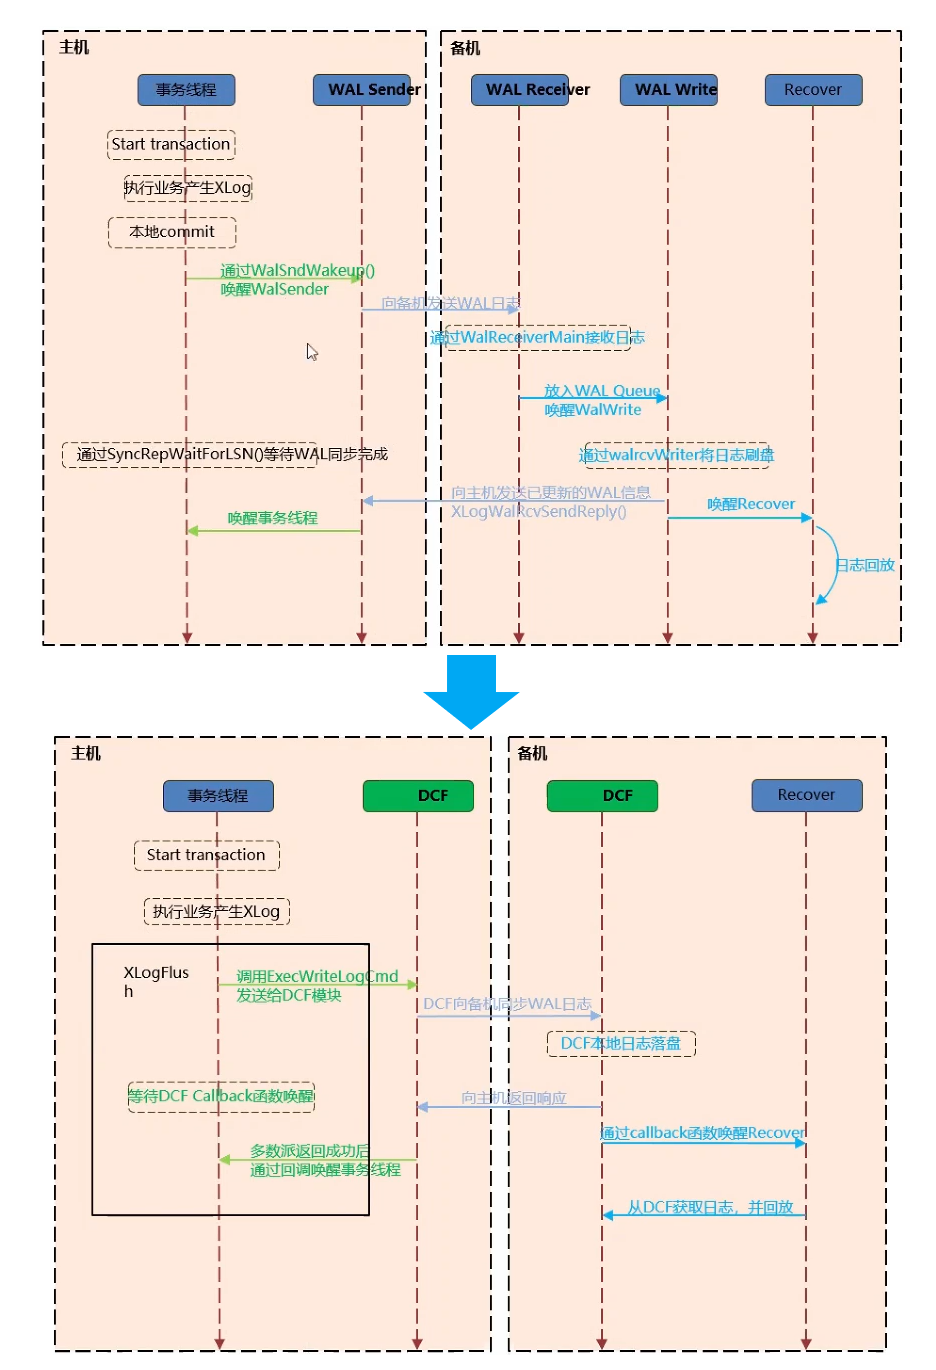 主机
备机
事务线程
WAL Sender
WAL Receiver
WAL Write
Recover
Start transaction
执行业务产生XLog
本地commit
通过WalSndWakeup()
唤醒WalSender
向备机发送WAL日志
通过WalReceiverMain接收日志
放入WAL Queue
唤醒WalWrite
通过SyncRepWaitForLSN()等待WAL同步完成
通过walrcvWriter将日志刷盘
向主机发送已更新的WAL信息
XLogWalRcvSendReply()
唤醒Recover
唤醒事务线程
日志回放
主机
备机
事务线程
DCF
DCF
Recover
Start transaction
执行业务产生XLog
XLogFlus
h
调用ExecWriteLogCmd
发送给DCF模块
DCF向备机同步WAL日志
DCF本地日志落盘
等待DCF Callback函数唤醒
向主机返回响应
通过callback函数唤醒Recover
多数派返回成功后
通过回调唤醒事务线程
从DCF获取日志，并回放